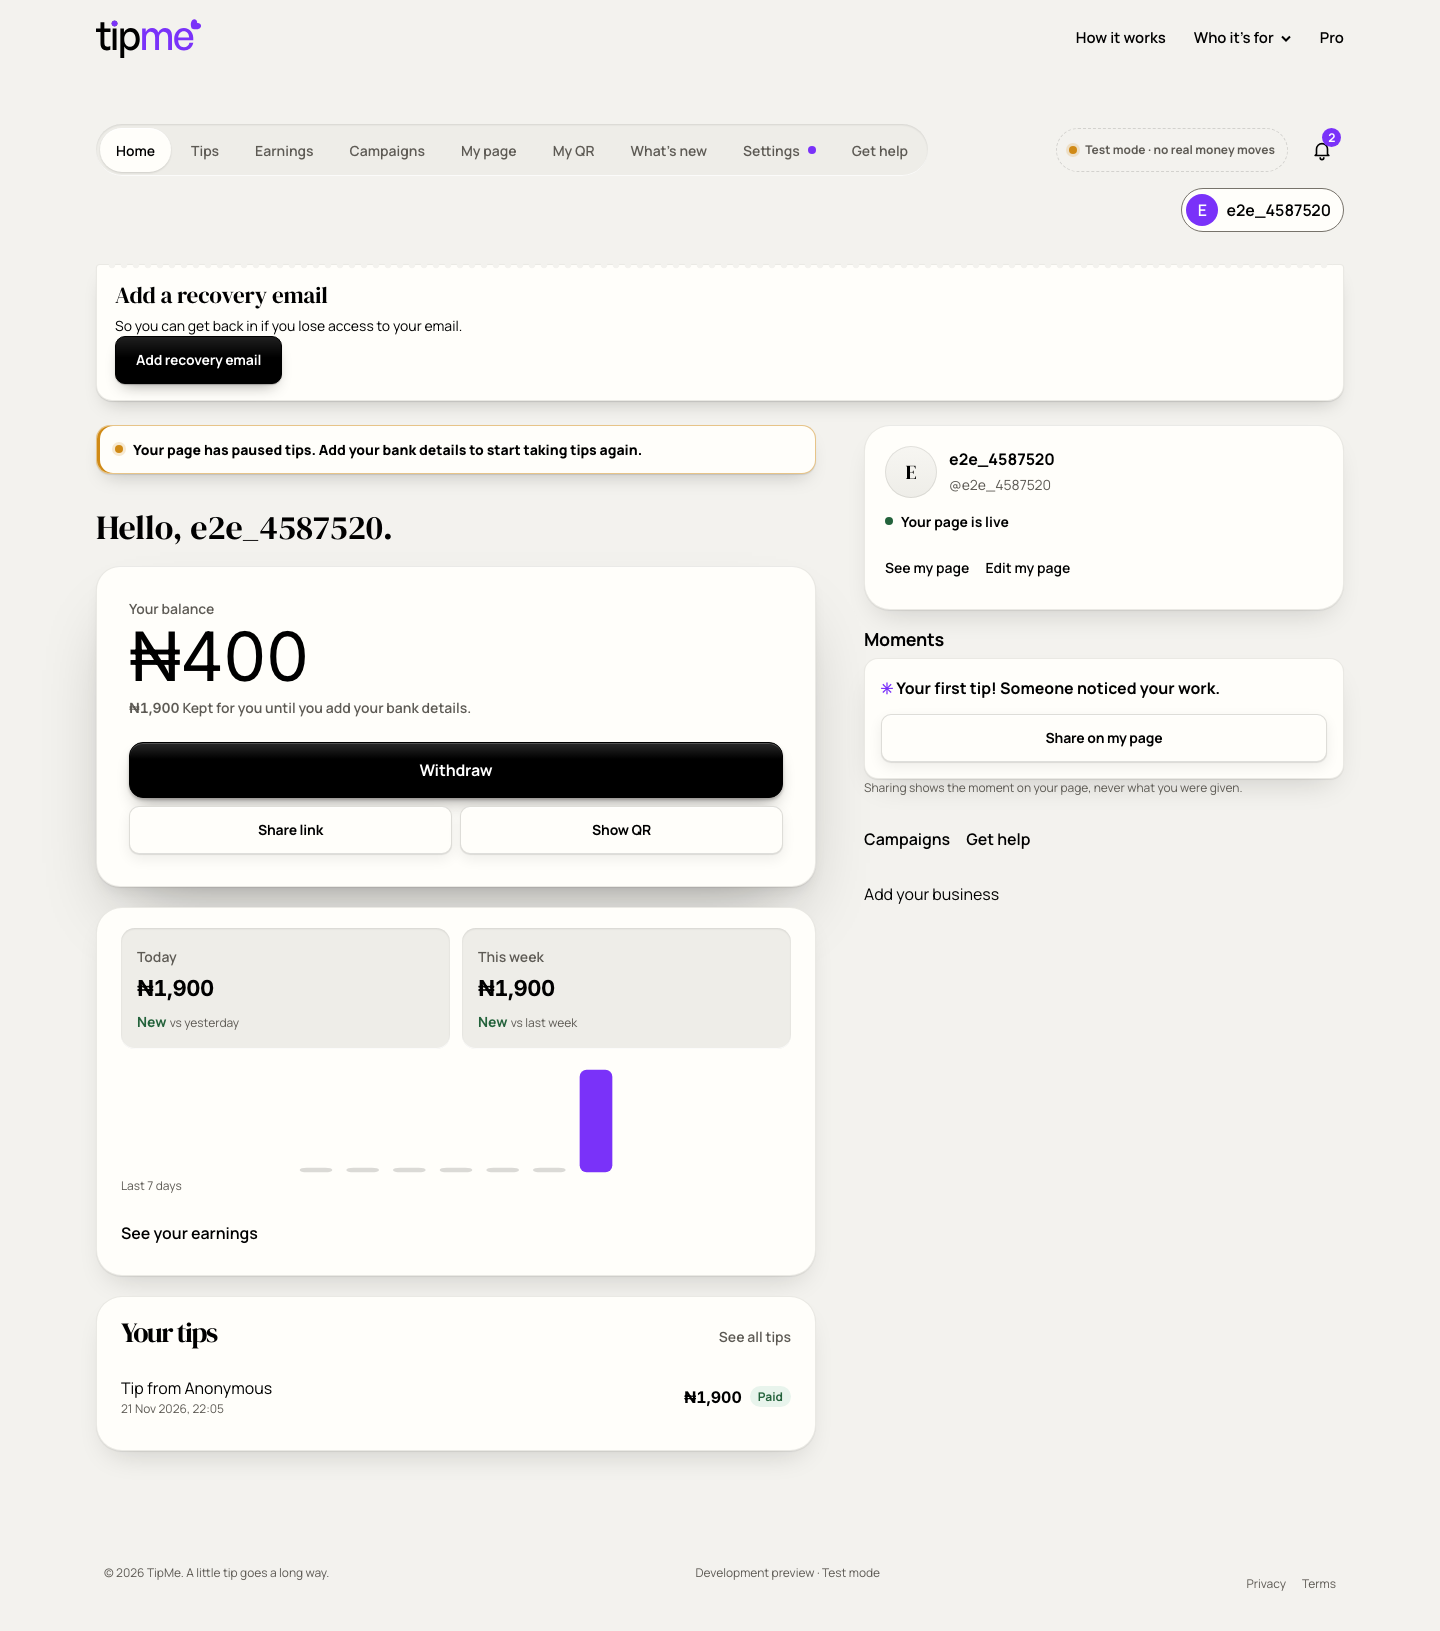 tipme
How it works Who it's for Pro
Home Tips Earnings Campaigns My page My QR What's new Settings Get help
Test mode · no real money moves
2
E e2e_4587520
Add a recovery email
So you can get back in if you lose access to your email.
Add recovery email
Your page has paused tips. Add your bank details to start taking tips again.
Hello, e2e_4587520.
Your balance
₦400
₦1,900 Kept for you until you add your bank details.
Withdraw
Share link Show QR
Today
₦1,900
New vs yesterday
This week
₦1,900
New vs last week
Last 7 days
See your earnings
Your tips
See all tips
Tip from Anonymous
21 Nov 2026, 22:05
₦1,900 Paid
E
e2e_4587520
@e2e_4587520
Your page is live
See my page Edit my page
Moments
Your first tip! Someone noticed your work.
Share on my page
Sharing shows the moment on your page, never what you were given.
Campaigns Get help
Add your business
© 2026 TipMe. A little tip goes a long way.
Development preview · Test mode
Privacy Terms